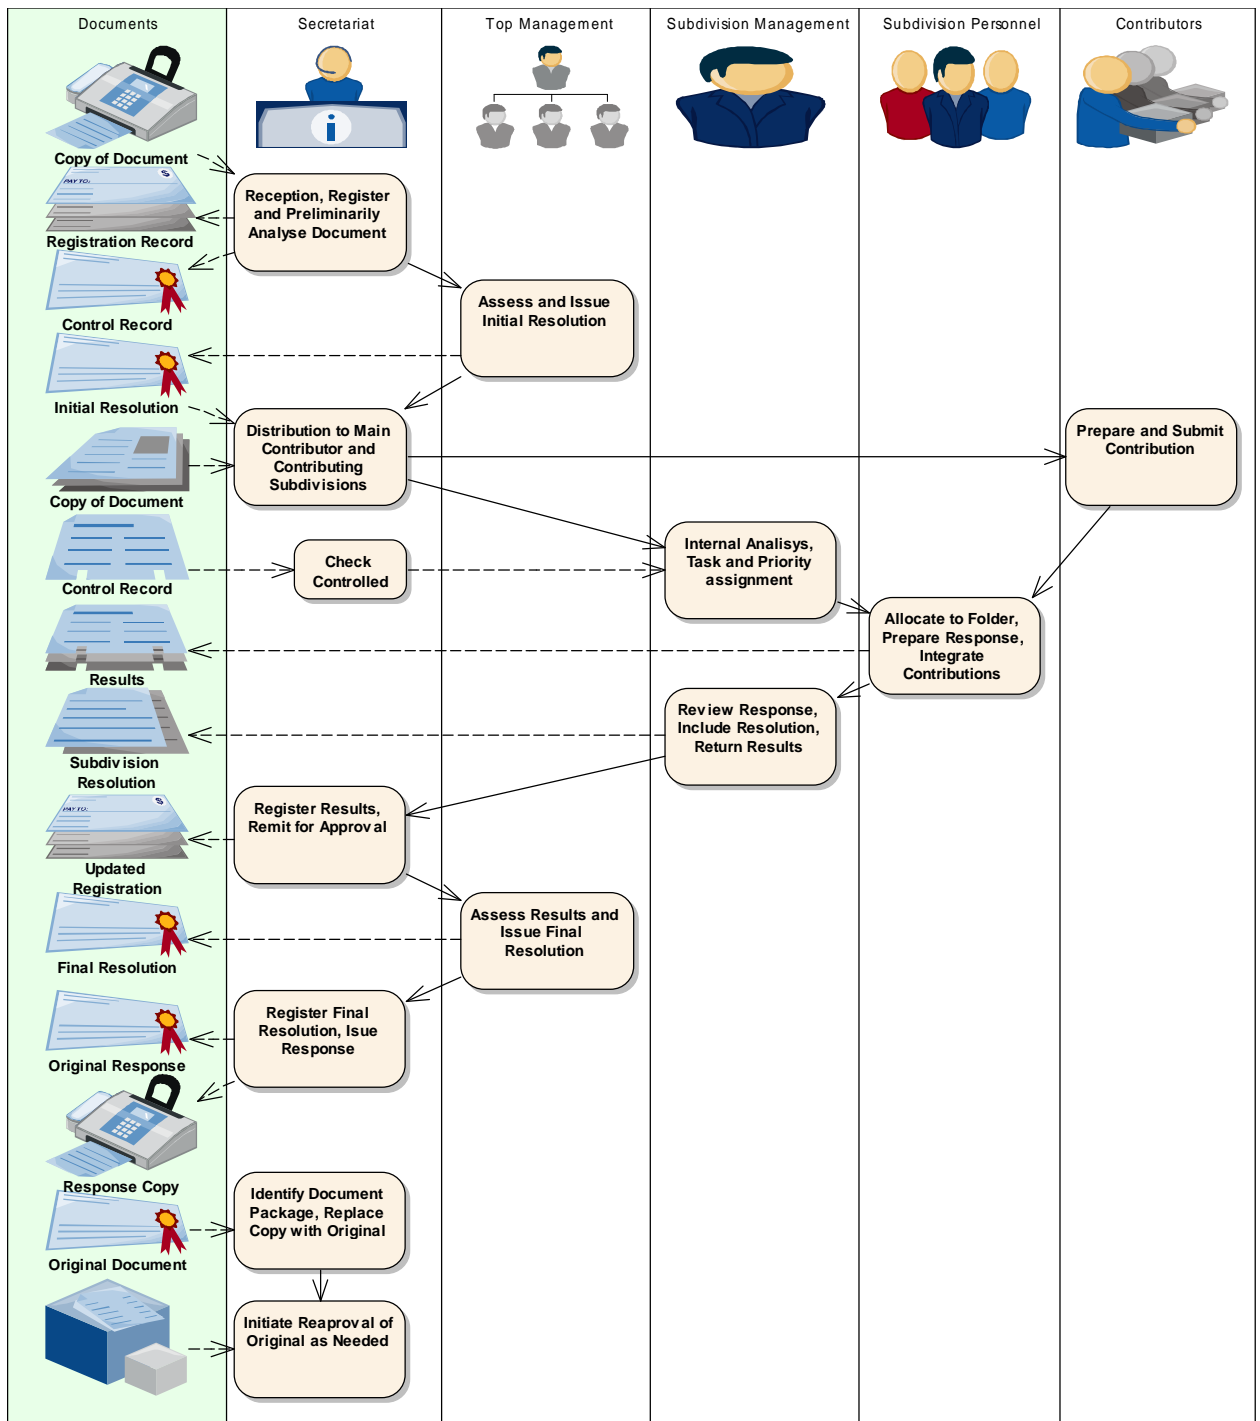 Documents
Secretariat
Top Management
Subdivision Management
Subdivision Personnel
Contributors
i
Copy of Document
$
PAY TO:
Reception, Register
and Preliminarily
Analyse Document
Registration Record
Control Record
Assess and Issue
Initial Resolution
Initial Resolution
Distribution to Main
Contributor and
Contributing
Subdivisions
Prepare and Submit
Contribution
Copy of Document
Internal Analisys,
Task and Priority
assignment
Check
Controlled
Control Record
Allocate to Folder,
Prepare Response,
Integrate
Contributions
Results
Review Response,
Include Resolution,
Return Results
Subdivision
Resolution
Register Results,
Remit for Approval
$
PAY TO:
Updated
Registration
Assess Results and
Issue Final
Resolution
Final Resolution
Register Final
Resolution, Isue
Response
Original Response
Response Copy
Identify Document
Package, Replace
Copy with Original
Original Document
Initiate Reaproval of
Original as Needed